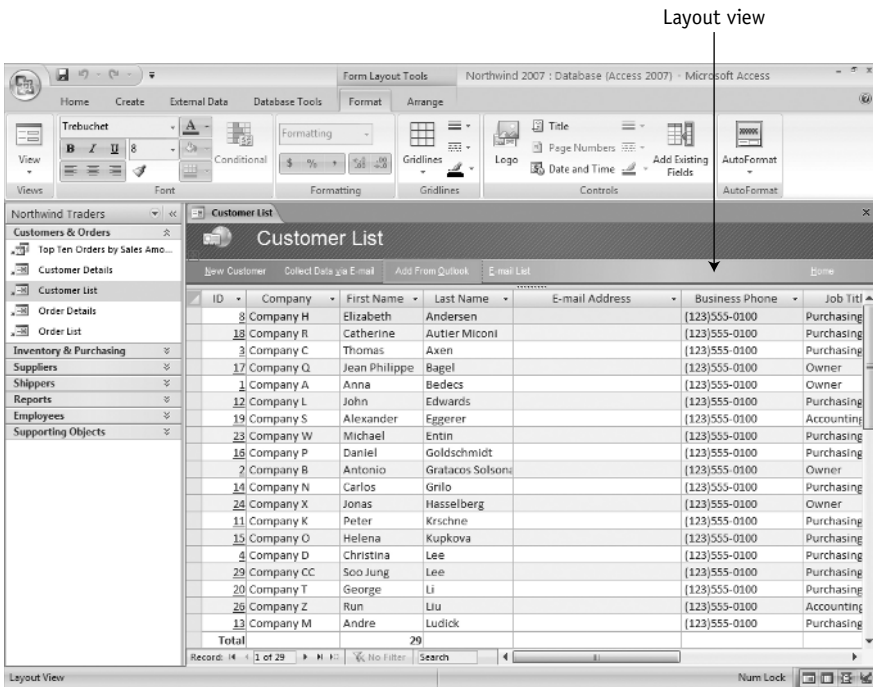 Layout view
Form Layout Tools
Northwind 2007 : Database (Access 2007) - Microsoft Access
Home Create External Data Database Tools Format Arrange
Trebuchet
B I U 8
A
View
Conditional
Formatting
$ % ,
Gridlines
Logo
Title
Page Numbers
Date and Time
Add Existing Fields
AutoFormat
Views Font Formatting Gridlines Controls AutoFormat
Northwind Traders
Customers & Orders
Top Ten Orders by Sales Amo...
Customer Details
Customer List
Order Details
Order List
Inventory & Purchasing
Suppliers
Shippers
Reports
Employees
Supporting Objects
Customer List
Customer List
New Customer Collect Data via E-mail Add From Outlook E-mail List Home
ID Company First Name Last Name E-mail Address Business Phone Job Titl
8 Company H Elizabeth Andersen (123)555-0100 Purchasing
18 Company R Catherine Autier Miconi (123)555-0100 Purchasing
3 Company C Thomas Axen (123)555-0100 Purchasing
17 Company Q Jean Philippe Bagel (123)555-0100 Owner
1 Company A Anna Bedecs (123)555-0100 Owner
12 Company L John Edwards (123)555-0100 Purchasing
19 Company S Alexander Eggerer (123)555-0100 Accounting
23 Company W Michael Entin (123)555-0100 Purchasing
16 Company P Daniel Goldschmidt (123)555-0100 Purchasing
2 Company B Antonio Gratacos Solsona (123)555-0100 Owner
14 Company N Carlos Grilo (123)555-0100 Purchasing
24 Company X Jonas Hasselberg (123)555-0100 Owner
11 Company K Peter Krschne (123)555-0100 Purchasing
15 Company O Helena Kupkova (123)555-0100 Purchasing
4 Company D Christina Lee (123)555-0100 Purchasing
29 Company CC Soo Jung Lee (123)555-0100 Purchasing
20 Company T George Li (123)555-0100 Purchasing
26 Company Z Run Liu (123)555-0100 Accounting
13 Company M Andre Ludick (123)555-0100 Purchasing
Total 29
Record: 1 of 29 No Filter Search
Layout View Num Lock